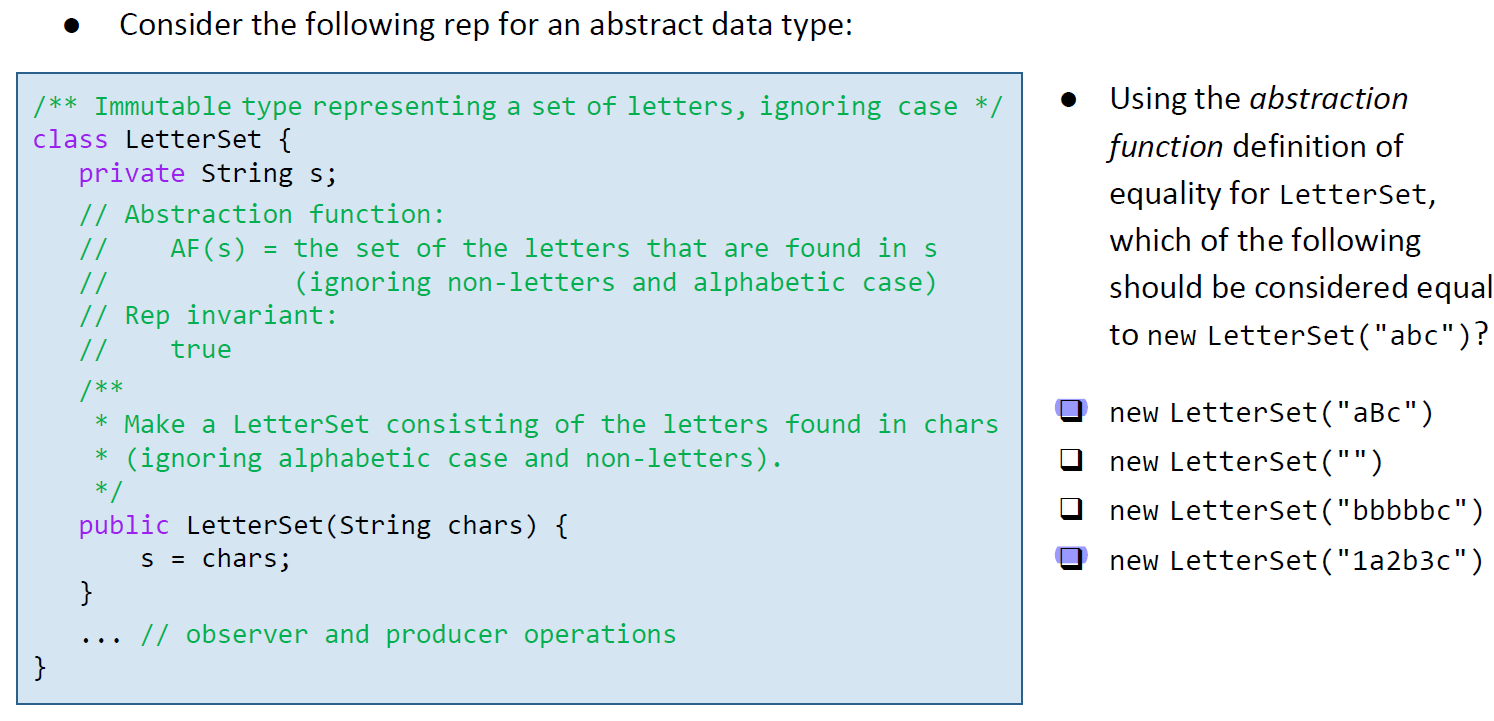 ● Consider the following rep for an abstract data type:
/** Immutable type representing a set of letters, ignoring case */
class LetterSet {
   private String s;
   // Abstraction function:
   //    AF(s) = the set of the letters that are found in s
   //            (ignoring non-letters and alphabetic case)
   // Rep invariant:
   //    true
   /**
    * Make a LetterSet consisting of the letters found in chars
    * (ignoring alphabetic case and non-letters).
    */
   public LetterSet(String chars) {
       s = chars;
   }
   ... // observer and producer operations
}
● Using the abstraction
function definition of
equality for LetterSet,
which of the following
should be considered equal
to new LetterSet("abc")?
❑ new LetterSet("aBc")
❑ new LetterSet("")
❑ new LetterSet("bbbbbc")
❑ new LetterSet("1a2b3c")